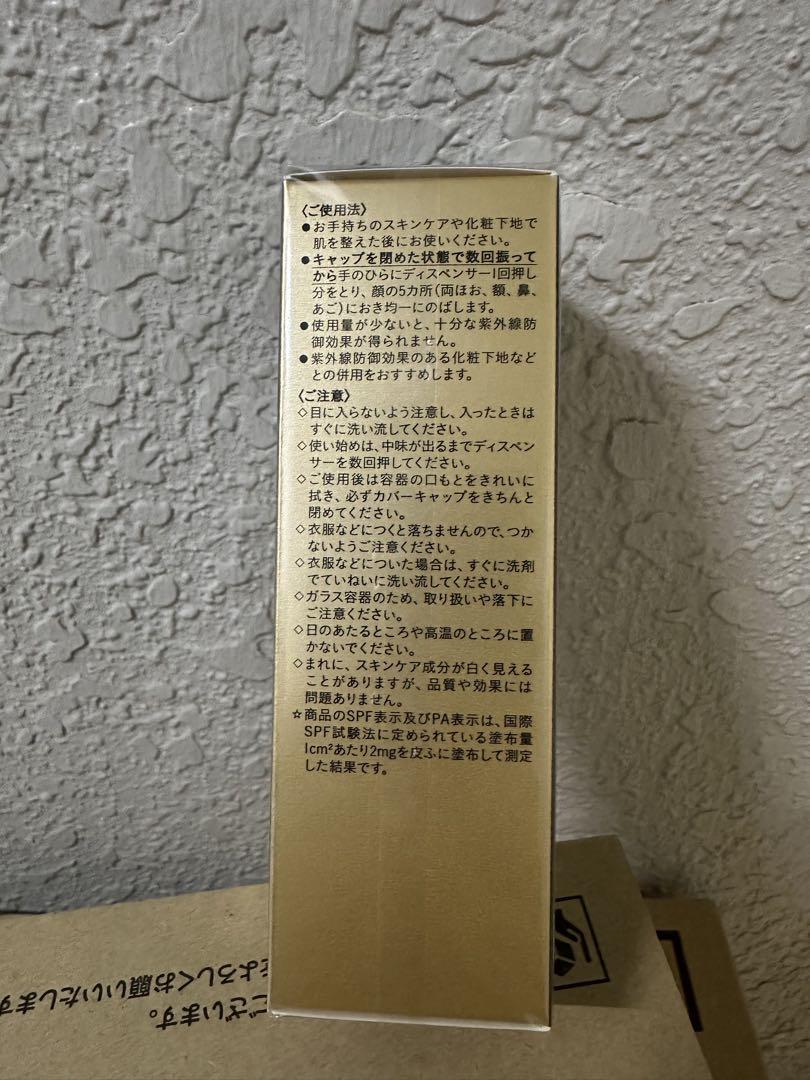 〈ご使用法〉
●お手持ちのスキンケアや化粧下地で
肌を整えた後にお使いください。
●キャップを閉めた状態で数回振って
から手のひらにディスペンサー1回押し
分をとり、顔の5カ所(両ほお、額、鼻、
あご)におき均一にのばします。
●使用量が少ないと、十分な紫外線防
御効果が得られません。
●紫外線防御効果のある化粧下地など
との併用をおすすめします。
〈ご注意〉
◇目に入らないよう注意し、入ったときは
すぐに洗い流してください。
◇使い始めは、中味が出るまでディスペン
サーを数回押してください。
◇ご使用後は容器の口もとをきれいに
拭き、必ずカバーキャップをきちんと
閉めてください。
◇衣服などにつくと落ちませんので、つか
ないようご注意ください。
◇衣服などについた場合は、すぐに洗剤
でていねいに洗い流してください。
◇ガラス容器のため、取り扱いや落下に
ご注意ください。
◇日のあたるところや高温のところに置
かないでください。
◇まれに、スキンケア成分が白く見える
ことがありますが、品質や効果には
問題ありません。
☆商品のSPF表示及びPA表示は、国際
SPF試験法に定められている塗布量
1cm²あたり2mgを皮ふに塗布して測定
した結果です。
ございます。
よろしくお願いいたします